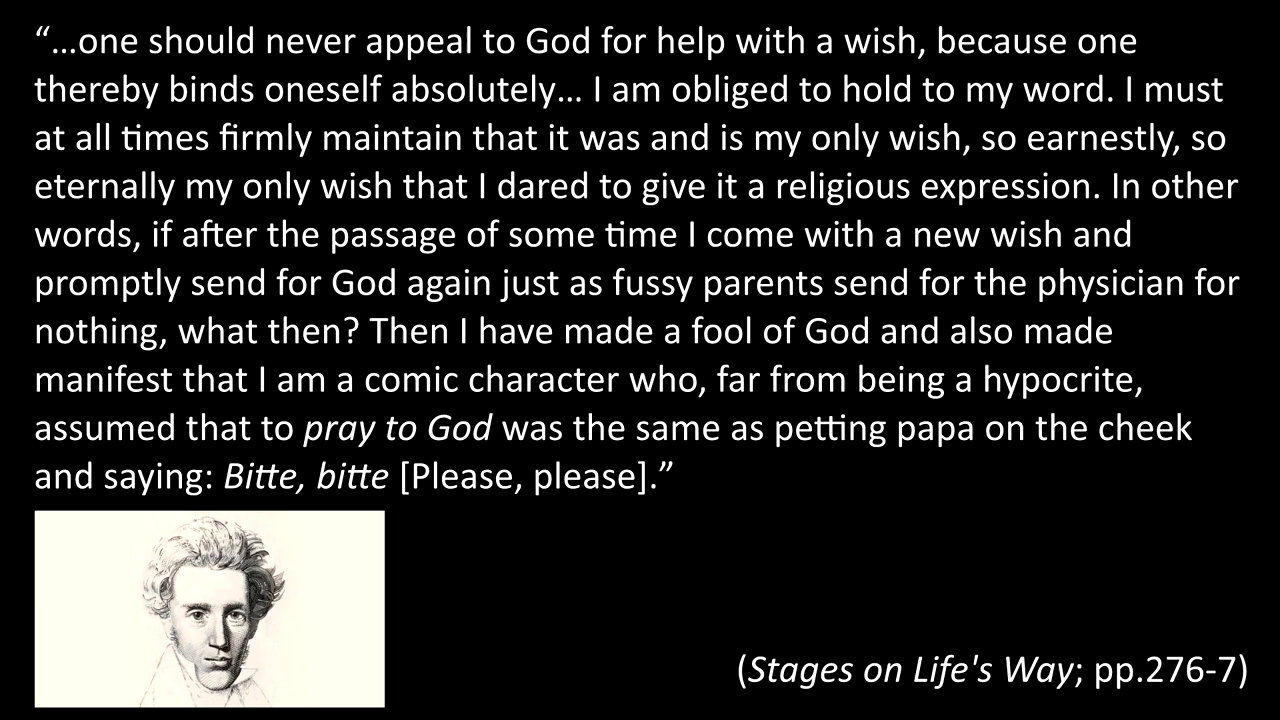 “…one should never appeal to God for help with a wish, because one
thereby binds oneself absolutely… I am obliged to hold to my word. I must
at all times firmly maintain that it was and is my only wish, so earnestly, so
eternally my only wish that I dared to give it a religious expression. In other
words, if after the passage of some time I come with a new wish and
promptly send for God again just as fussy parents send for the physician for
nothing, what then? Then I have made a fool of God and also made
manifest that I am a comic character who, far from being a hypocrite,
assumed that to pray to God was the same as petting papa on the cheek
and saying: Bitte, bitte [Please, please].”
(Stages on Life's Way; pp.276-7)